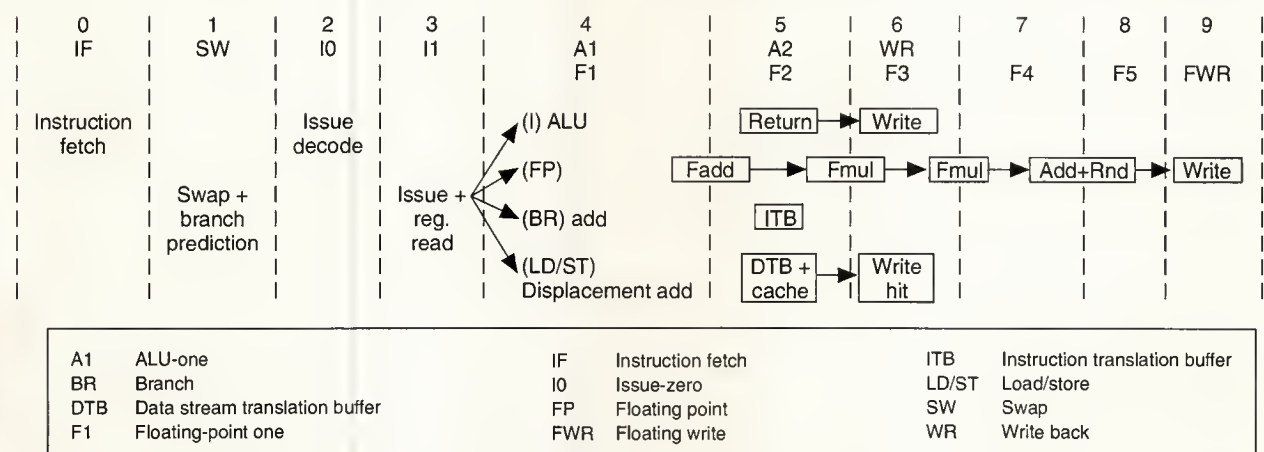 0 1 2 3 4 5 6 7 8 9
IF SW I0 I1 A1 A2 WR
F1 F2 F3 F4 F5 FWR
Instruction
fetch
Swap +
branch
prediction
Issue
decode
Issue +
reg.
read
(I) ALU
(FP)
(BR) add
(LD/ST)
Displacement add
Return Write
Fadd Fmul Fmul Add+Rnd Write
ITB
DTB +
cache
Write
hit
A1 ALU-one
BR Branch
DTB Data stream translation buffer
F1 Floating-point one
IF Instruction fetch
I0 Issue-zero
FP Floating point
FWR Floating write
ITB Instruction translation buffer
LD/ST Load/store
SW Swap
WR Write back